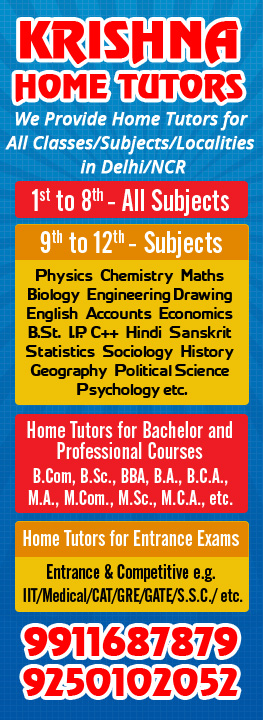 KRISHNA
HOME TUTORS
We Provide Home Tutors for
All Classes/Subjects/Localities
in Delhi/NCR
1st to 8th - All Subjects
9th to 12th - Subjects
Physics Chemistry Maths
Biology Engineering Drawing
English Accounts Economics
B.St. I.P C++ Hindi Sanskrit
Statistics Sociology History
Geography Political Science
Psychology etc.
Home Tutors for Bachelor and
Professional Courses
B.Com, B.Sc., BBA, B.A., B.C.A.,
M.A., M.Com., M.Sc., M.C.A., etc.
Home Tutors for Entrance Exams
Entrance & Competitive e.g.
IIT/Medical/CAT/GRE/GATE/S.S.C./ etc.
9911687879
9250102052